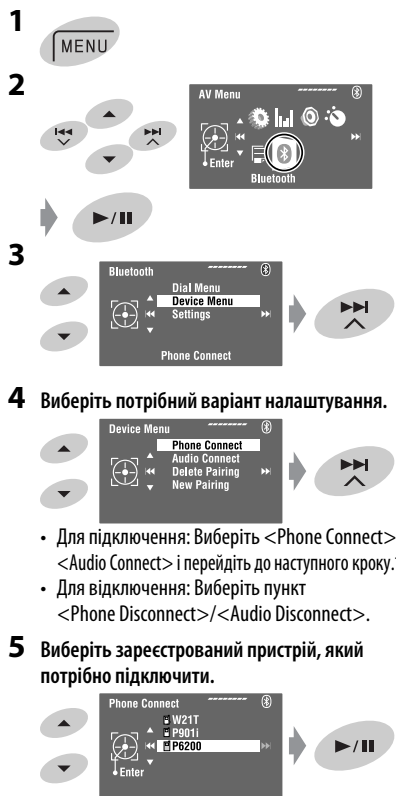 1
MENU
2
AV Menu
Enter
Bluetooth
3
Bluetooth
Dial Menu
Device Menu
Settings
Phone Connect
4 Виберіть потрібний варіант налаштування.
Device Menu
Phone Connect
Audio Connect
Delete Pairing
New Pairing
• Для підключення: Виберіть <Phone Connect>
<Audio Connect> і перейдіть до наступного кроку.
• Для відключення: Виберіть пункт
<Phone Disconnect>/<Audio Disconnect>.
5 Виберіть зареєстрований пристрій, який
потрібно підключити.
Phone Connect
W21T
P901i
P6200
Enter